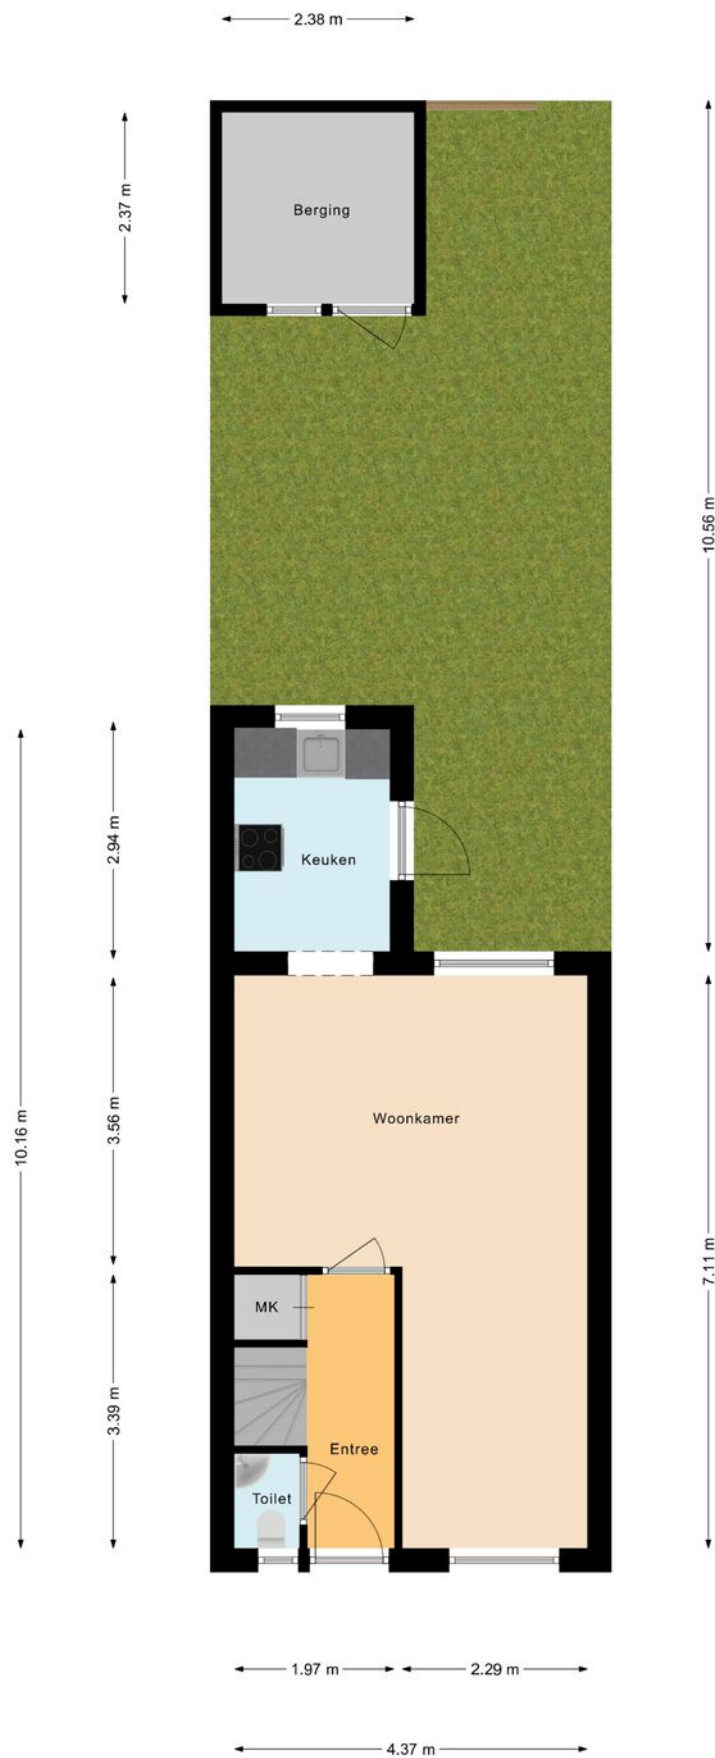 2.38 m
2.37 m
Berging
10.56 m
2.94 m
Keuken
10.16 m
3.56 m
Woonkamer
7.11 m
MK
3.39 m
Entree
Toilet
1.97 m
2.29 m
4.37 m